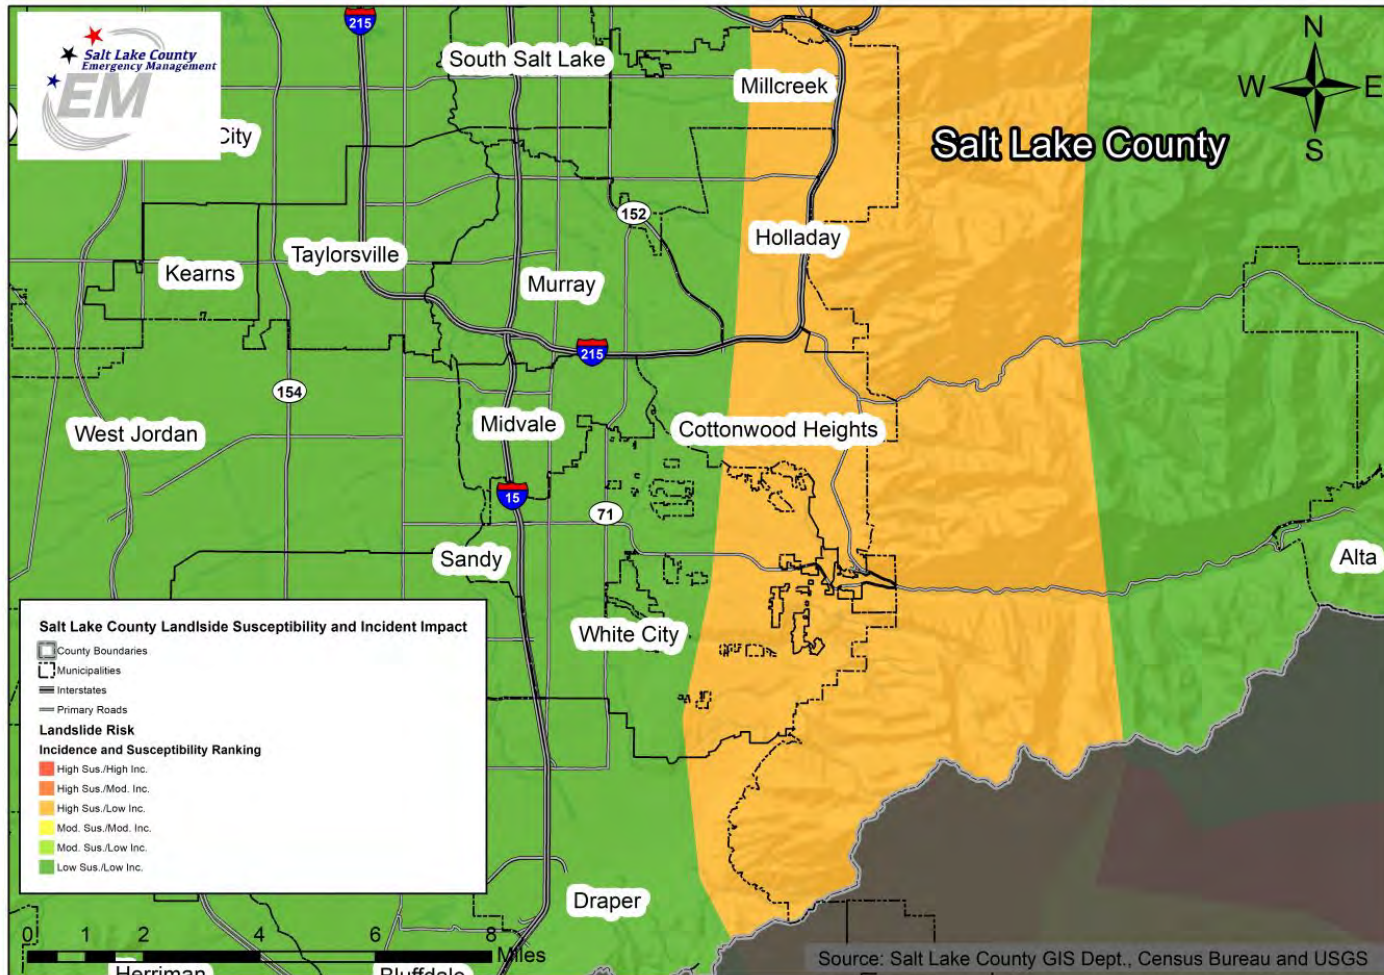 215
Salt Lake County
Emergency Management
EM
South Salt Lake
Millcreek
N
W
E
S
City
Salt Lake County
152
Holladay
Taylorsville
Kearns
Murray
215
154
West Jordan
Midvale
Cottonwood Heights
15
71
Sandy
Alta
White City
Salt Lake County Landlside Susceptibility and Incident Impact
County Boundaries
Municipalities
Interstates
Primary Roads
Landslide Risk
Incidence and Susceptibility Ranking
High Sus./High Inc.
High Sus./Mod. Inc.
High Sus./Low Inc.
Mod. Sus./Mod. Inc.
Mod. Sus./Low Inc.
Low Sus./Low Inc.
Draper
0 1 2 4 6 8
Miles
Herriman
Bluffdale
Source: Salt Lake County GIS Dept., Census Bureau and USGS